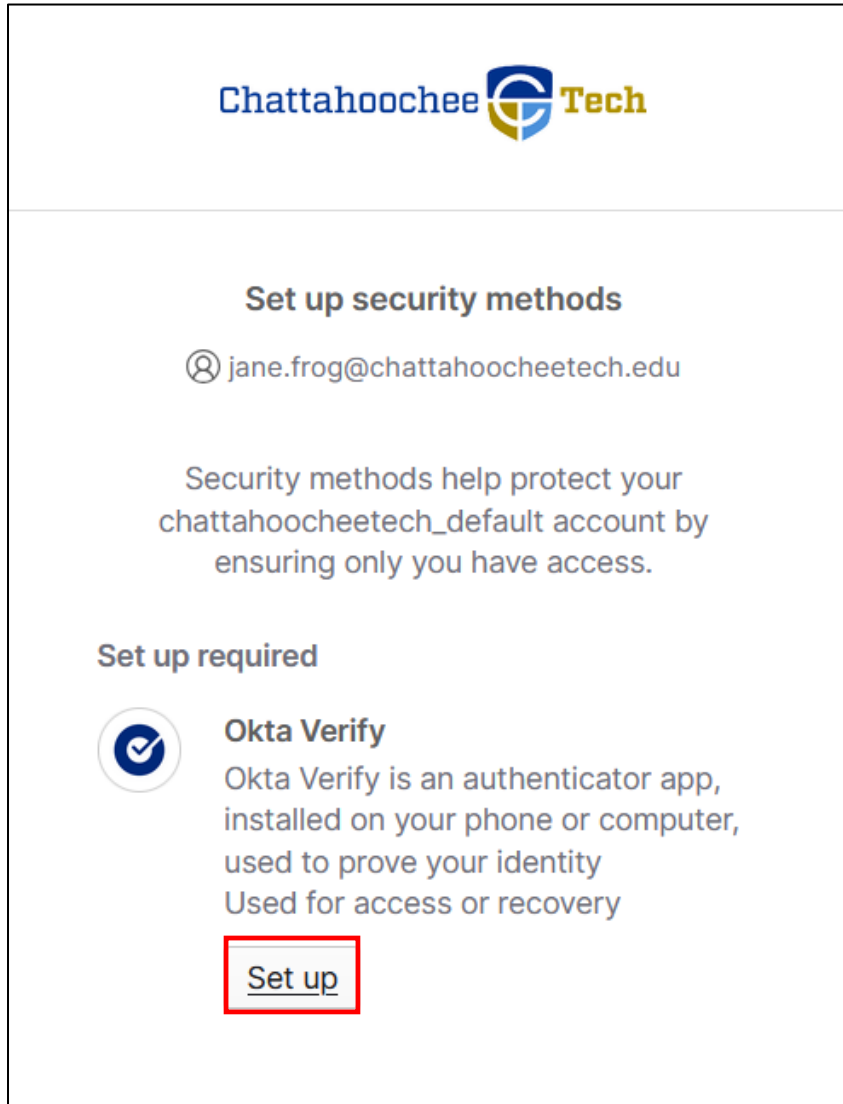 Chattahoochee Tech
Set up security methods
jane.frog@chattahoocheetech.edu
Security methods help protect your
chattahoocheetech_default account by
ensuring only you have access.
Set up required
Okta Verify
Okta Verify is an authenticator app,
installed on your phone or computer,
used to prove your identity
Used for access or recovery
Set up